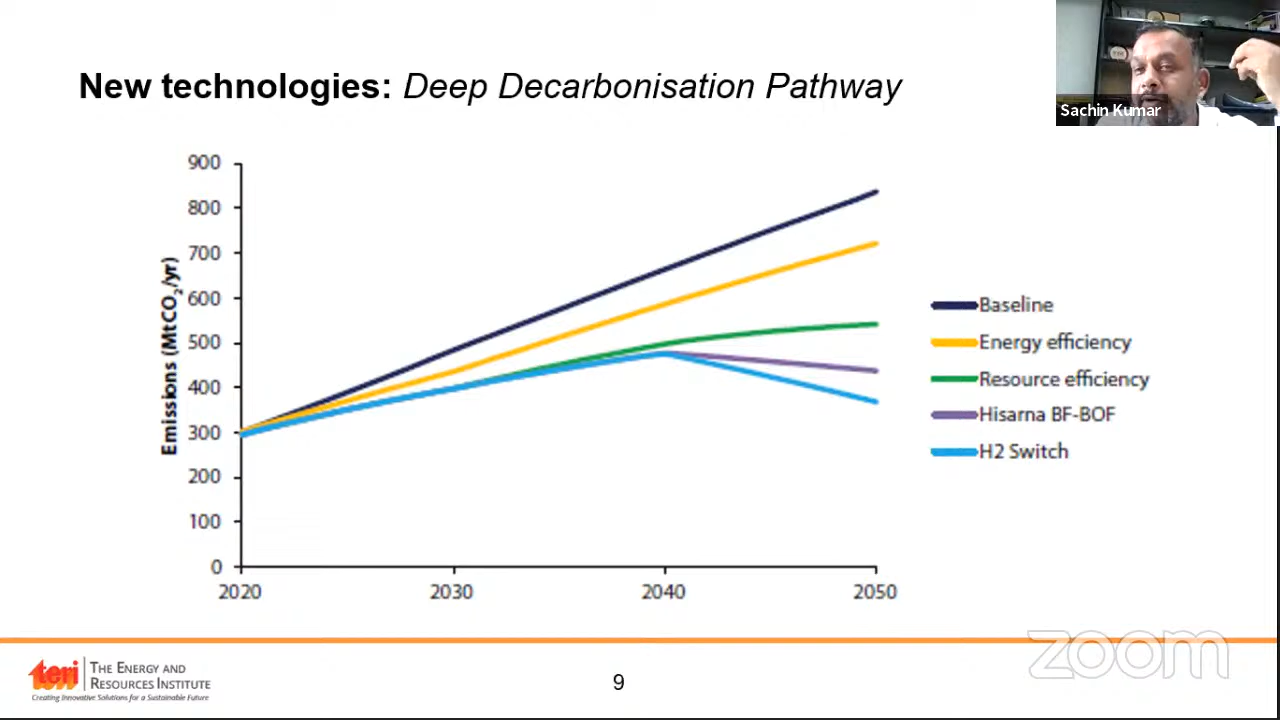 New technologies: Deep Decarbonisation Pathway
Sachin Kumar
Emissions (MtCO₂/yr)
900
800
700
600
500
400
300
200
100
0
2020
2030
2040
2050
Baseline
Energy efficiency
Resource efficiency
Hisarna BF-BOF
H2 Switch
zoom
teri
THE ENERGY AND
RESOURCES INSTITUTE
Creating Innovative Solutions for a Sustainable Future
9